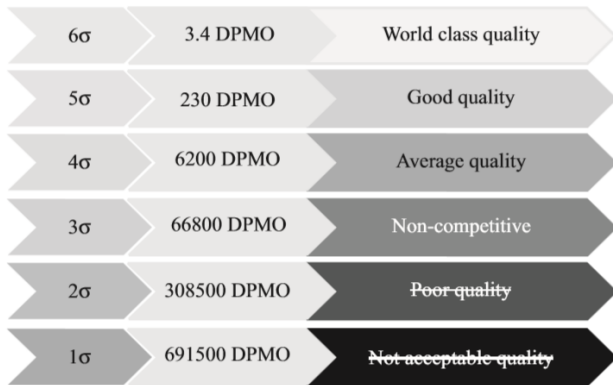 6σ 3.4 DPMO World class quality
5σ 230 DPMO Good quality
4σ 6200 DPMO Average quality
3σ 66800 DPMO Non-competitive
2σ 308500 DPMO Poor quality
1σ 691500 DPMO Not acceptable quality